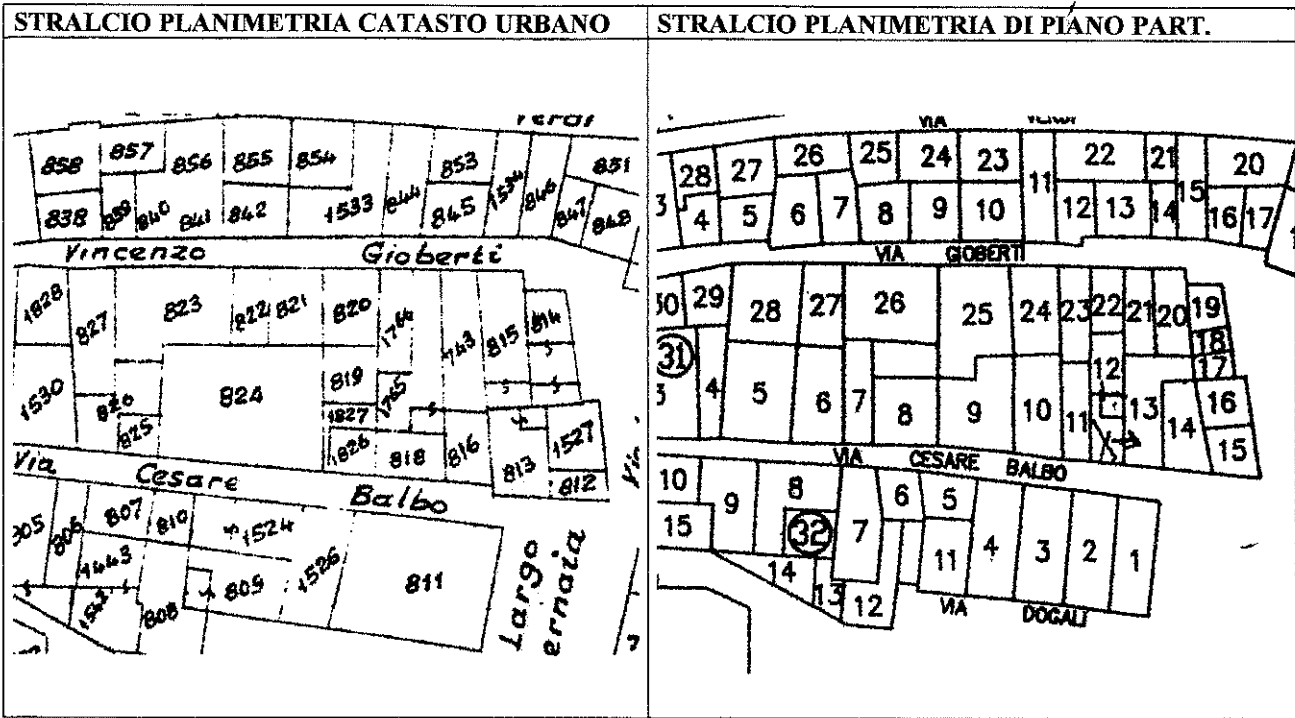 STRALCIO PLANIMETRIA CATASTO URBANO
858 857 856 855 854 853 1534 846 851
838 839 840 841 842 1533 844 845 847 848
Vincenzo Gioberti
1828 827 823 822 821 820 1764 743 815 814
1530 820 825 824 819 1827 1765
1826 818 816 813 1527 812
Via Cesare Balbo
805 806 807 810 1524 1526 811
1443 1542 808 809
Largo
ernaia
STRALCIO PLANIMETRIA DI PIANO PART.
VIA
28 27 26 25 24 23 11 22 21 15 20
3 4 5 6 7 8 9 10 12 13 14 16 17
VIA GIOBERTI
30 29 28 27 26 25 24 23 22 21 20 19
31 18
3 4 5 6 7 8 9 10 11 12 13 14 17 16 15
VIA CESARE BALBO
10 9 8 7 6 5 4 3 2 1
15 32 11
14 13 12
VIA DOGALI